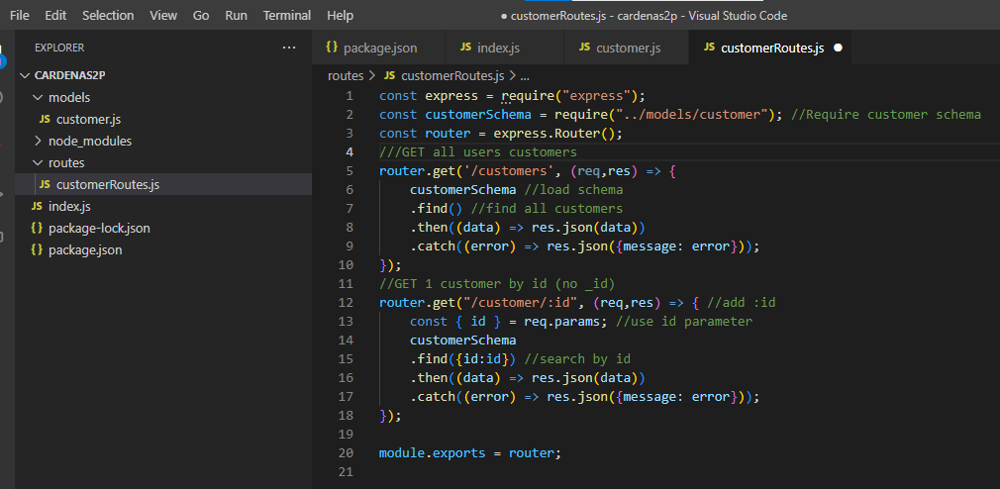 File Edit Selection View Go Run Terminal Help ● customerRoutes.js - cardenas2p - Visual Studio Code
EXPLORER ...
{} package.json JS index.js JS customer.js JS customerRoutes.js ●
routes > JS customerRoutes.js > ...
CARDENAS2P
models
JS customer.js
node_modules
routes
JS customerRoutes.js
JS index.js
{} package-lock.json
{} package.json
1 const express = require("express");
2 const customerSchema = require("../models/customer"); //Require customer schema
3 const router = express.Router();
4 ///GET all users customers
5 router.get('/customers', (req,res) => {
6 customerSchema //load schema
7 .find() //find all customers
8 .then((data) => res.json(data))
9 .catch((error) => res.json({message: error}));
10 });
11 //GET 1 customer by id (no _id)
12 router.get("/customer/:id", (req,res) => { //add :id
13 const { id } = req.params; //use id parameter
14 customerSchema
15 .find({id:id}) //search by id
16 .then((data) => res.json(data))
17 .catch((error) => res.json({message: error}));
18 });
19
20 module.exports = router;
21